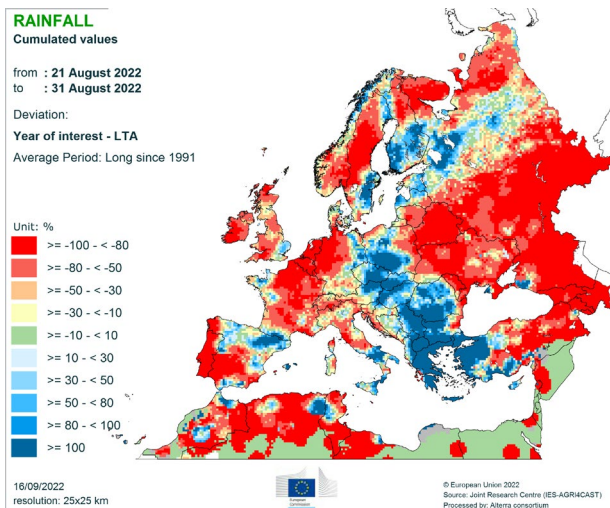 RAINFALL
Cumulated values
from : 21 August 2022
to : 31 August 2022
Deviation:
Year of interest - LTA
Average Period: Long since 1991
Unit: %
>= -100 - < -80
>= -80 - < -50
>= -50 - < -30
>= -30 - < -10
>= -10 - < 10
>= 10 - < 30
>= 30 - < 50
>= 50 - < 80
>= 80 - < 100
>= 100
16/09/2022
resolution: 25x25 km
European
Commission
© European Union 2022
Source: Joint Research Centre (IES-AGRI4CAST)
Processed by: Alterra consortium